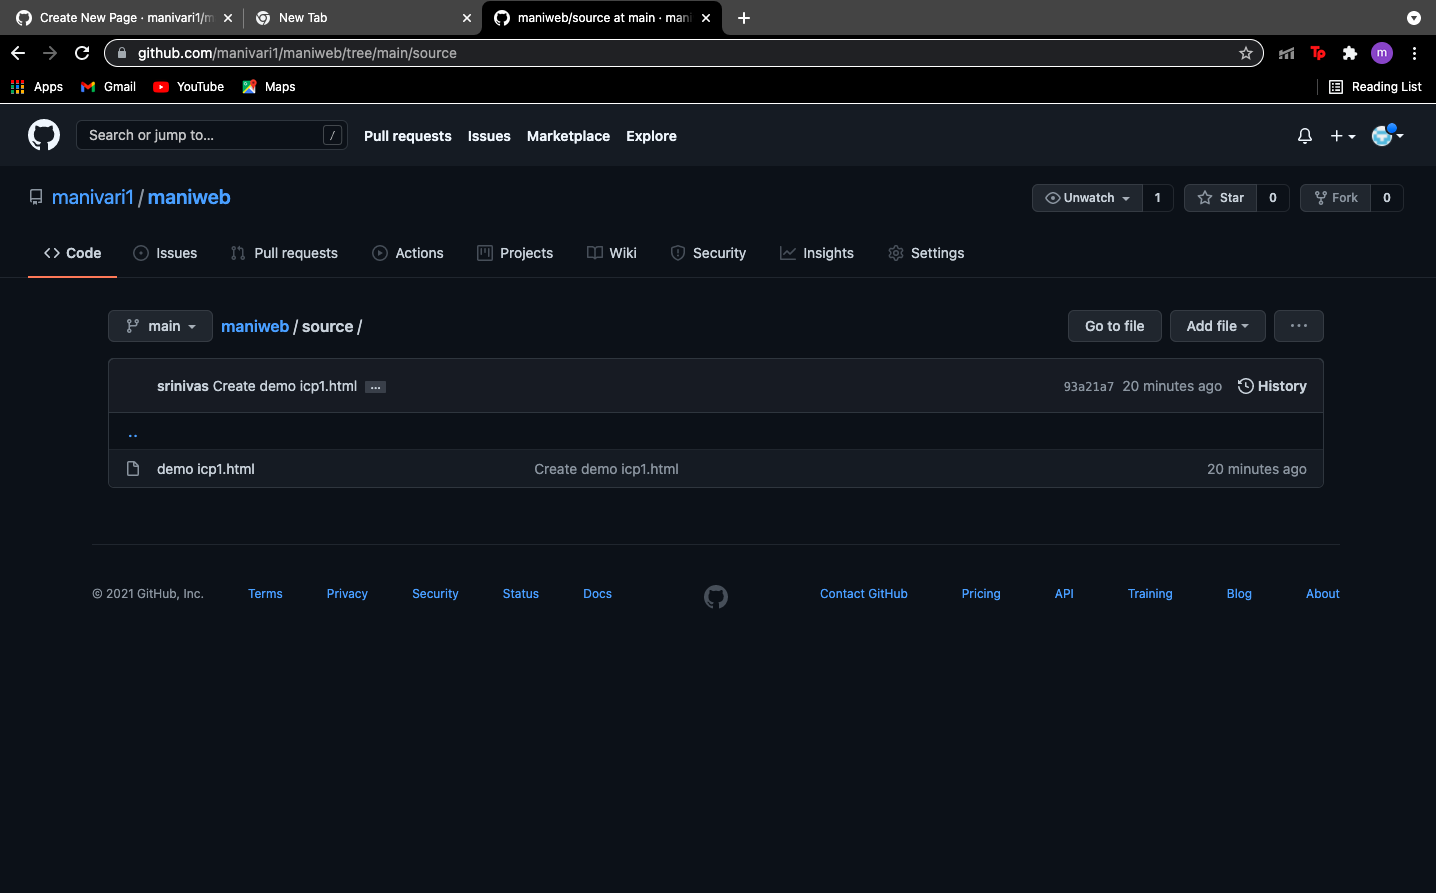 Create New Page · manivari1/m
New Tab
maniweb/source at main · mani
github.com/manivari1/maniweb/tree/main/source
Tp
m
Apps Gmail YouTube Maps
Reading List
Search or jump to... /
Pull requests Issues Marketplace Explore
manivari1 / maniweb
Unwatch 1 Star 0 Fork 0
Code Issues Pull requests Actions Projects Wiki Security Insights Settings
main maniweb / source /
Go to file Add file ...
srinivas Create demo icp1.html ... 93a21a7 20 minutes ago History
..
demo icp1.html Create demo icp1.html 20 minutes ago
© 2021 GitHub, Inc. Terms Privacy Security Status Docs Contact GitHub Pricing API Training Blog About